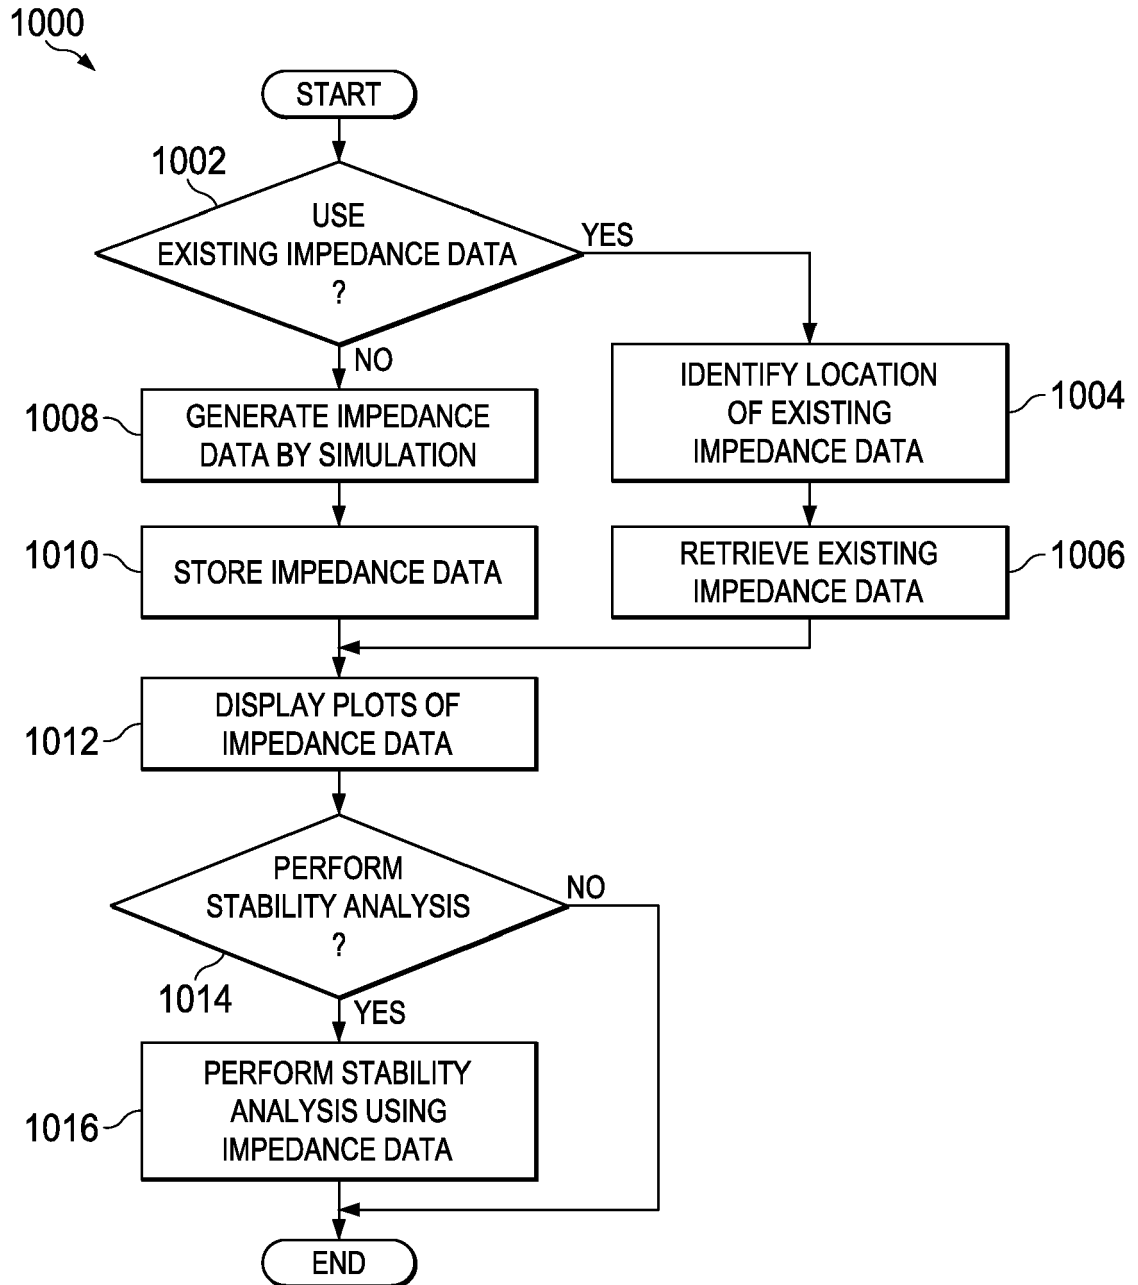 1000
START
1002
USE
EXISTING IMPEDANCE DATA
?
YES
NO
IDENTIFY LOCATION
OF EXISTING
IMPEDANCE DATA
1004
1008
GENERATE IMPEDANCE
DATA BY SIMULATION
1010
STORE IMPEDANCE DATA
RETRIEVE EXISTING
IMPEDANCE DATA
1006
1012
DISPLAY PLOTS OF
IMPEDANCE DATA
PERFORM
STABILITY ANALYSIS
?
NO
1014
YES
1016
PERFORM STABILITY
ANALYSIS USING
IMPEDANCE DATA
END